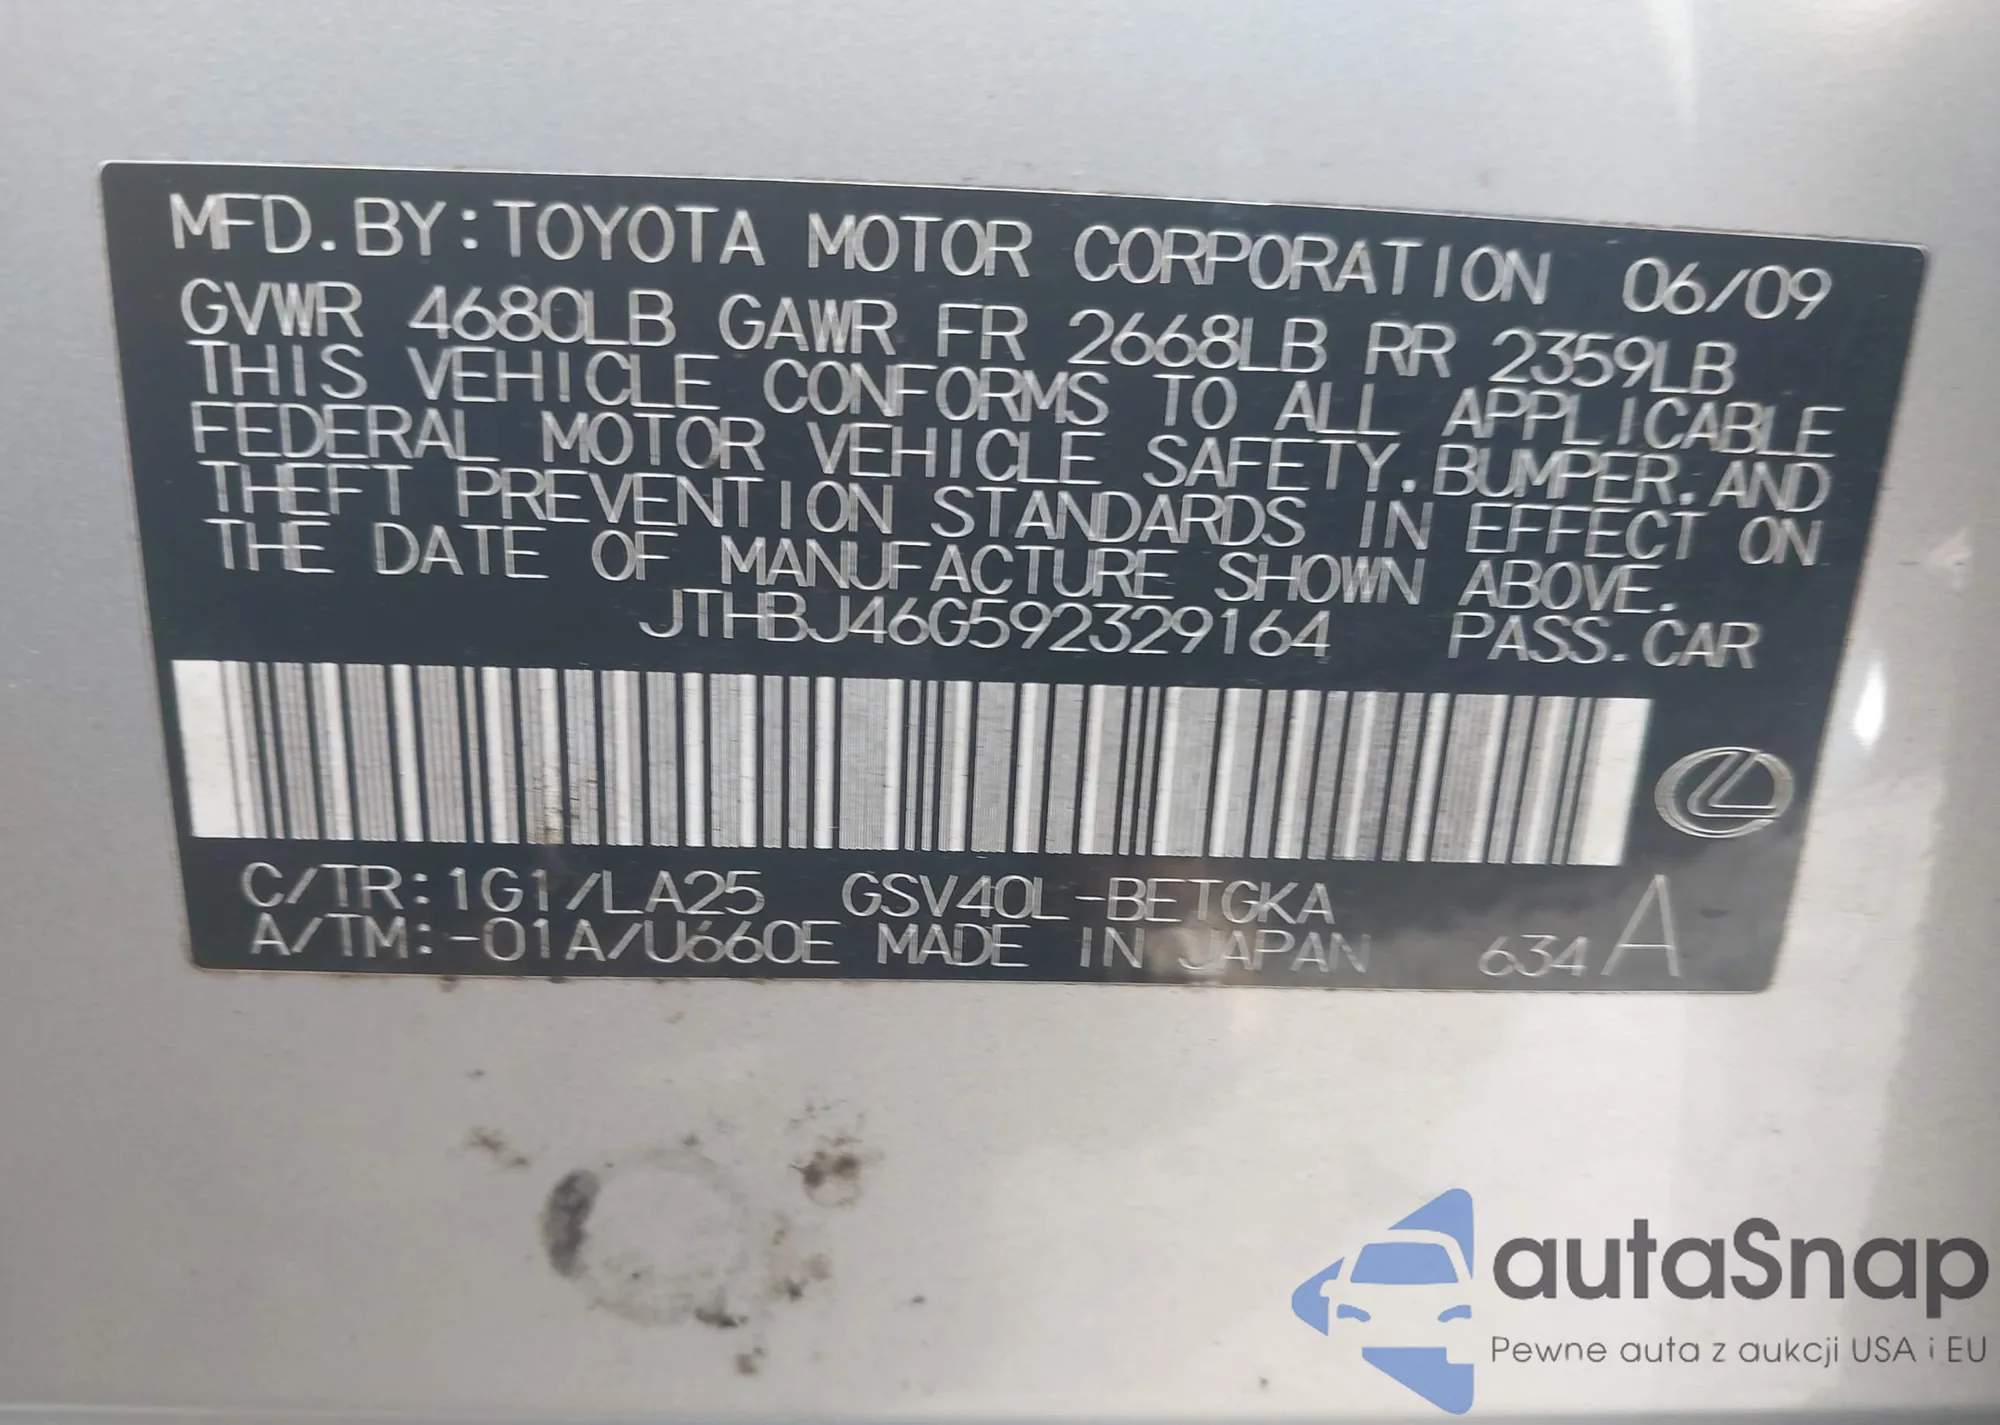 MFD. BY: TOYOTA MOTOR CORPORATION 06/09
GVWR 4680LB GAWR FR 2668LB RR 2359LB
THIS VEHICLE CONFORMS TO ALL APPLICABLE
FEDERAL MOTOR VEHICLE SAFETY, BUMPER, AND
THEFT PREVENTION STANDARDS IN EFFECT ON
THE DATE OF MANUFACTURE SHOWN ABOVE.
JTHBJ46G592329164 PASS. CAR
C/TR: 1G1/LA25 GSV40L-BETGKA
A/TM: -01A/U660E MADE IN JAPAN 634 A
autaSnap
Pewne auta z aukcji USA i EU